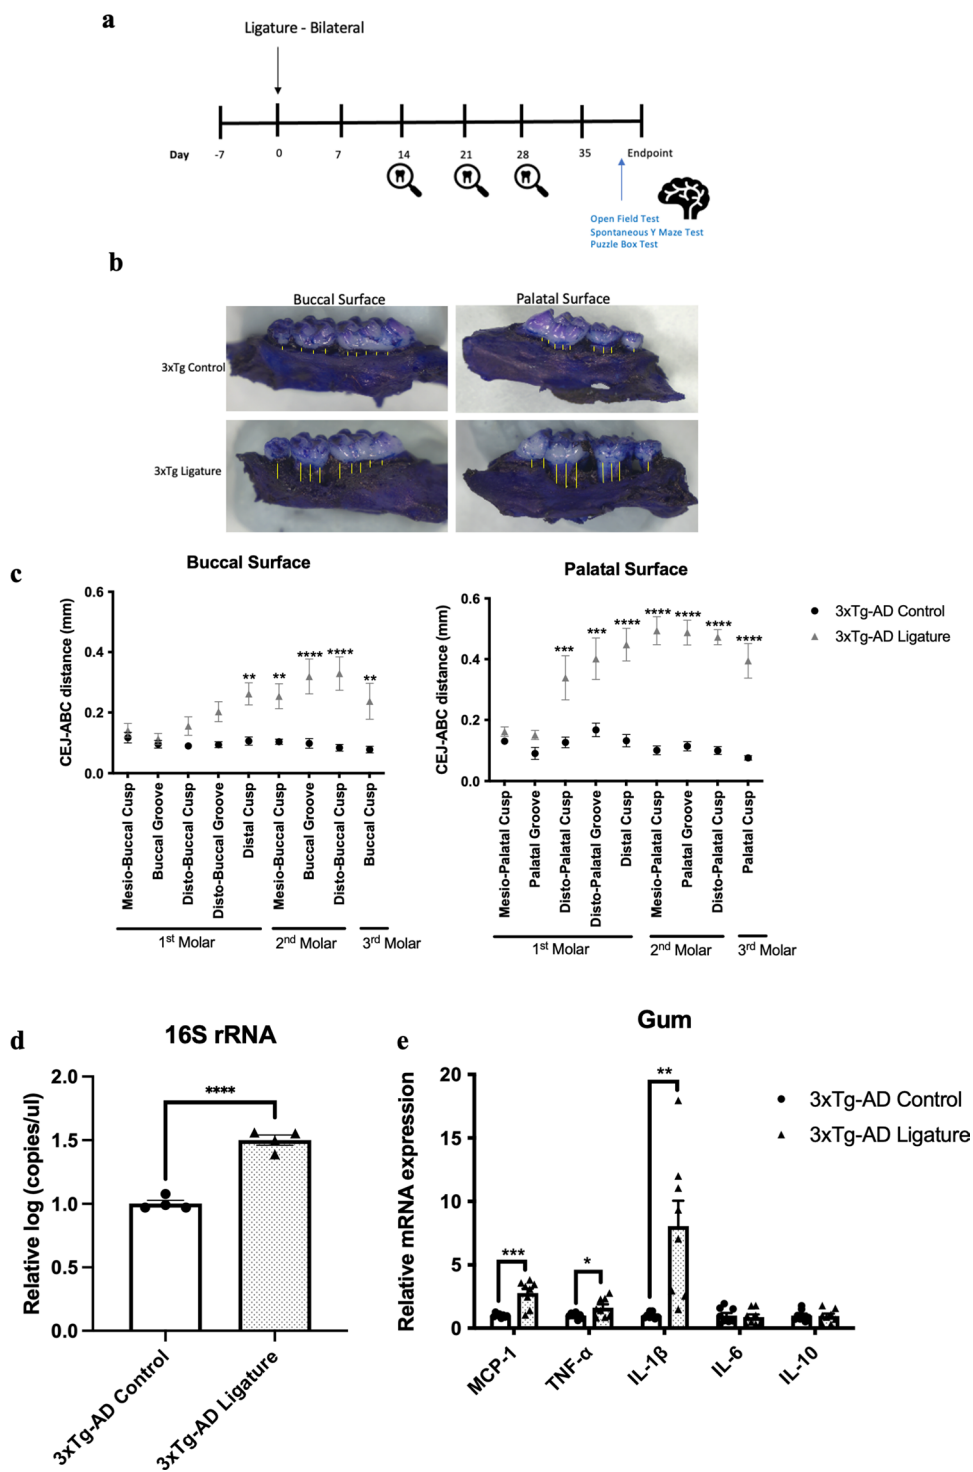 a
Ligature - Bilateral
Day -7 0 7 14 21 28 35 Endpoint
Open Field Test
Spontaneous Y Maze Test
Puzzle Box Test
b
Buccal Surface Palatal Surface
3xTg Control
3xTg Ligature
c
Buccal Surface
CEJ-ABC distance (mm)
0.6
0.4
0.2
0.0
** ** **** **** **
Mesio-Buccal Cusp
Buccal Groove
Disto-Buccal Cusp
Disto-Buccal Groove
Distal Cusp
Mesio-Buccal Cusp
Buccal Groove
Disto-Buccal Cusp
Buccal Cusp
1st Molar 2nd Molar 3rd Molar
Palatal Surface
CEJ-ABC distance (mm)
0.6
0.4
0.2
0.0
*** *** **** **** **** **** ****
Mesio-Palatal Cusp
Palatal Groove
Disto-Palatal Cusp
Disto-Palatal Groove
Distal Cusp
Mesio-Palatal Cusp
Palatal Groove
Disto-Palatal Cusp
Palatal Cusp
1st Molar 2nd Molar 3rd Molar
3xTg-AD Control
3xTg-AD Ligature
d
16S rRNA
Relative log (copies/ul)
2.0
1.5
1.0
0.5
0.0
****
3xTg-AD Control
3xTg-AD Ligature
e
Gum
Relative mRNA expression
20
15
10
5
0
*** * **
MCP-1
TNF-α
IL-1β
IL-6
IL-10
3xTg-AD Control
3xTg-AD Ligature